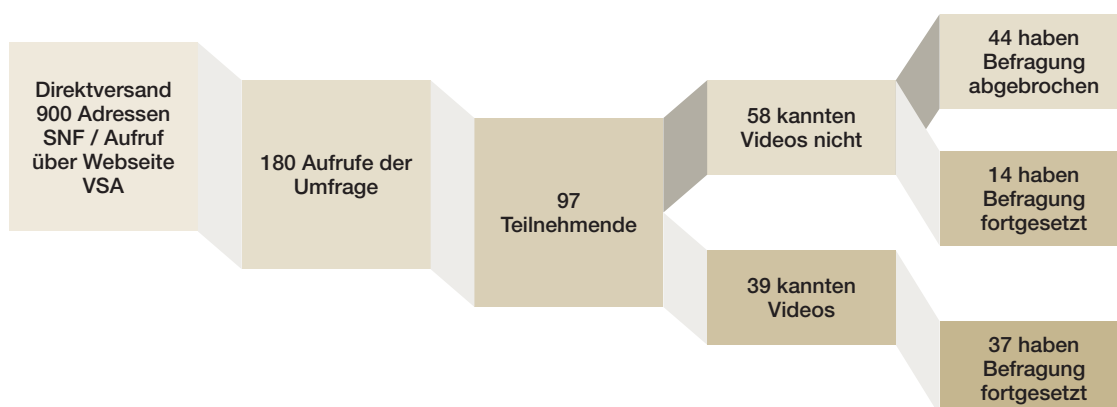 Direktversand
900 Adressen
SNF / Aufruf
über Webseite
VSA
180 Aufrufe der
Umfrage
97
Teilnehmende
58 kannten
Videos nicht
39 kannten
Videos
44 haben
Befragung
abgebrochen
14 haben
Befragung
fortgesetzt
37 haben
Befragung
fortgesetzt